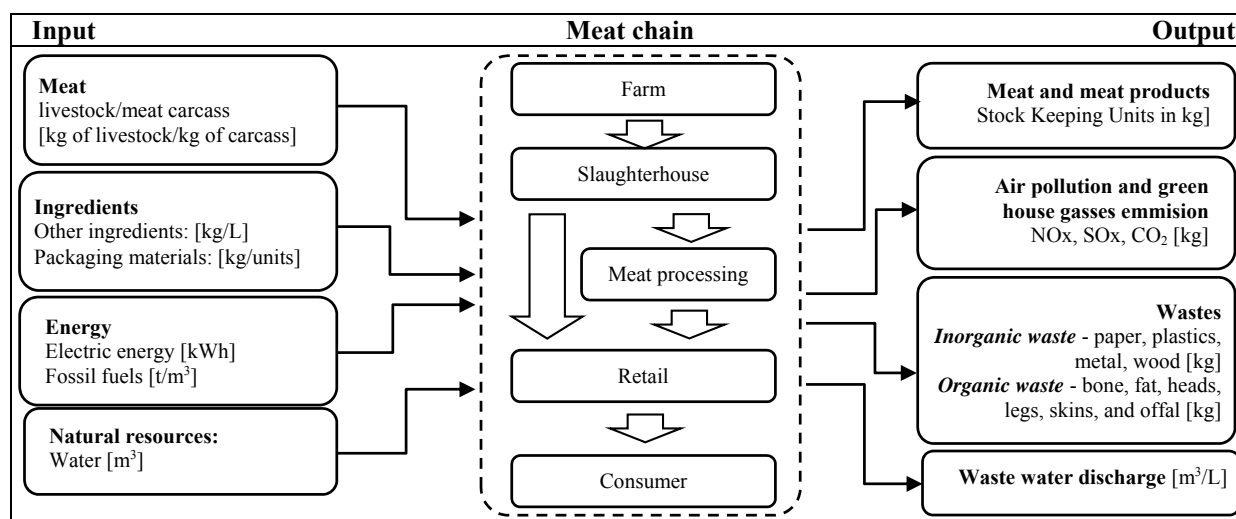 Input
Meat chain
Output
Meat
livestock/meat carcass
[kg of livestock/kg of carcass]
Ingredients
Other ingredients: [kg/L]
Packaging materials: [kg/units]
Energy
Electric energy [kWh]
Fossil fuels [t/m³]
Natural resources:
Water [m³]
Farm
Slaughterhouse
Meat processing
Retail
Consumer
Meat and meat products
Stock Keeping Units in kg]
Air pollution and green
house gasses emmision
NOx, SOx, CO₂ [kg]
Wastes
Inorganic waste - paper, plastics,
metal, wood [kg]
Organic waste - bone, fat, heads,
legs, skins, and offal [kg]
Waste water discharge [m³/L]